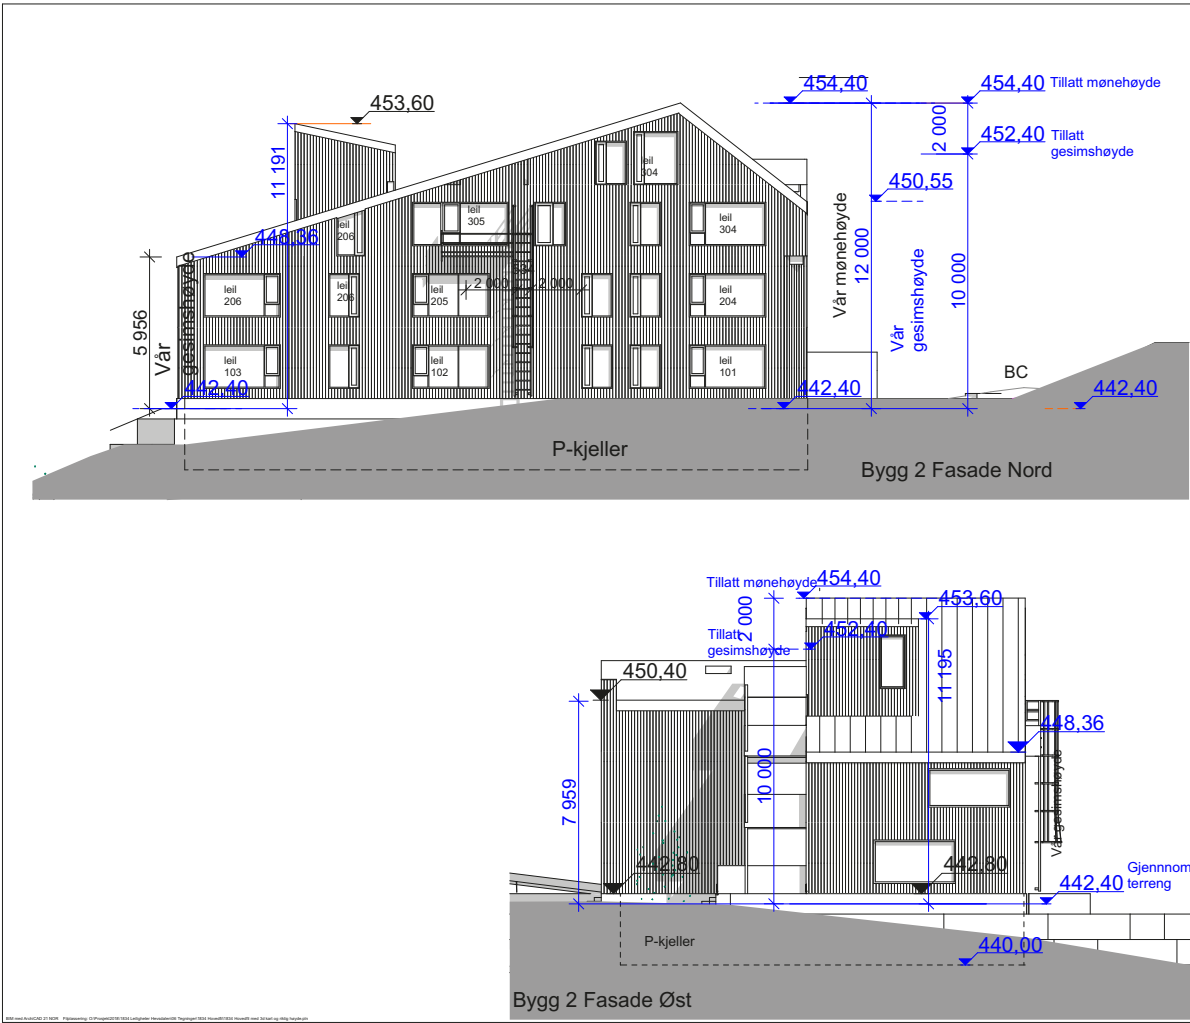 453,60
454,40
454,40 Tillatt mønehøyde
2 000
452,40 Tillatt
gesimshøyde
11 191
450,55
leil
304
leil
305
leil
304
leil
206
448,36
Vår mønehøyde
12 000
Vår
gesimshøyde
10 000
2 000
2 000
leil
206
leil
206
leil
205
leil
204
5 956
Vår
gesimshøyde
leil
103
leil
102
leil
101
BC
442,40
442,40
442,40
P-kjeller
Bygg 2 Fasade Nord
Tillatt mønehøyde
454,40
453,60
2 000
Tillatt
gesimshøyde
452,40
450,40
11 195
448,36
10 000
7 959
Vår gesimshøyde
442,80
442,80
Gjennnom
terreng
442,40
P-kjeller
440,00
Bygg 2 Fasade Øst